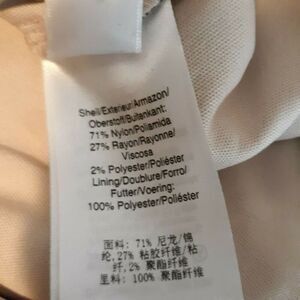 Shell/Exterieur/Armazon/
Oberstoff/Buitenkant:
71% Nylon/Poliamida
27% Rayon/Rayonne/
Viscosa
2% Polyester/Poliéster
Lining/Doublure/Forro/
Futter/Voering:
100% Polyester/Poliéster
面料: 71% 尼龙/锦
纶, 27% 粘胶纤维/粘
纤, 2% 聚酯纤维
里料: 100% 聚酯纤维